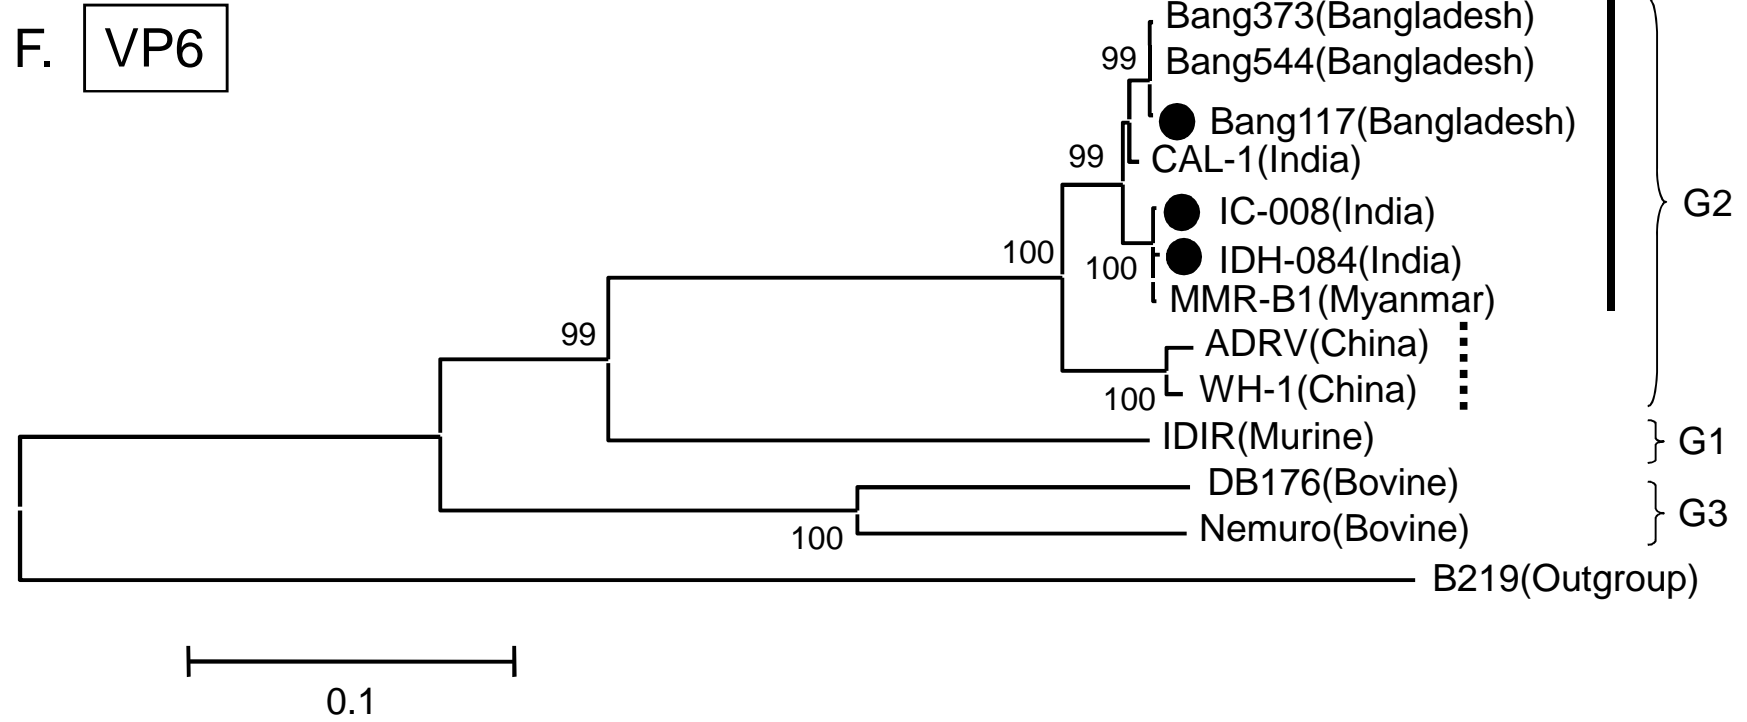 F. VP6
Bang373(Bangladesh)
99
Bang544(Bangladesh)
Bang117(Bangladesh)
99
CAL-1(India)
G2
IC-008(India)
100
100
IDH-084(India)
MMR-B1(Myanmar)
99
ADRV(China)
WH-1(China)
100
IDIR(Murine)
G1
DB176(Bovine)
G3
Nemuro(Bovine)
100
B219(Outgroup)
0.1